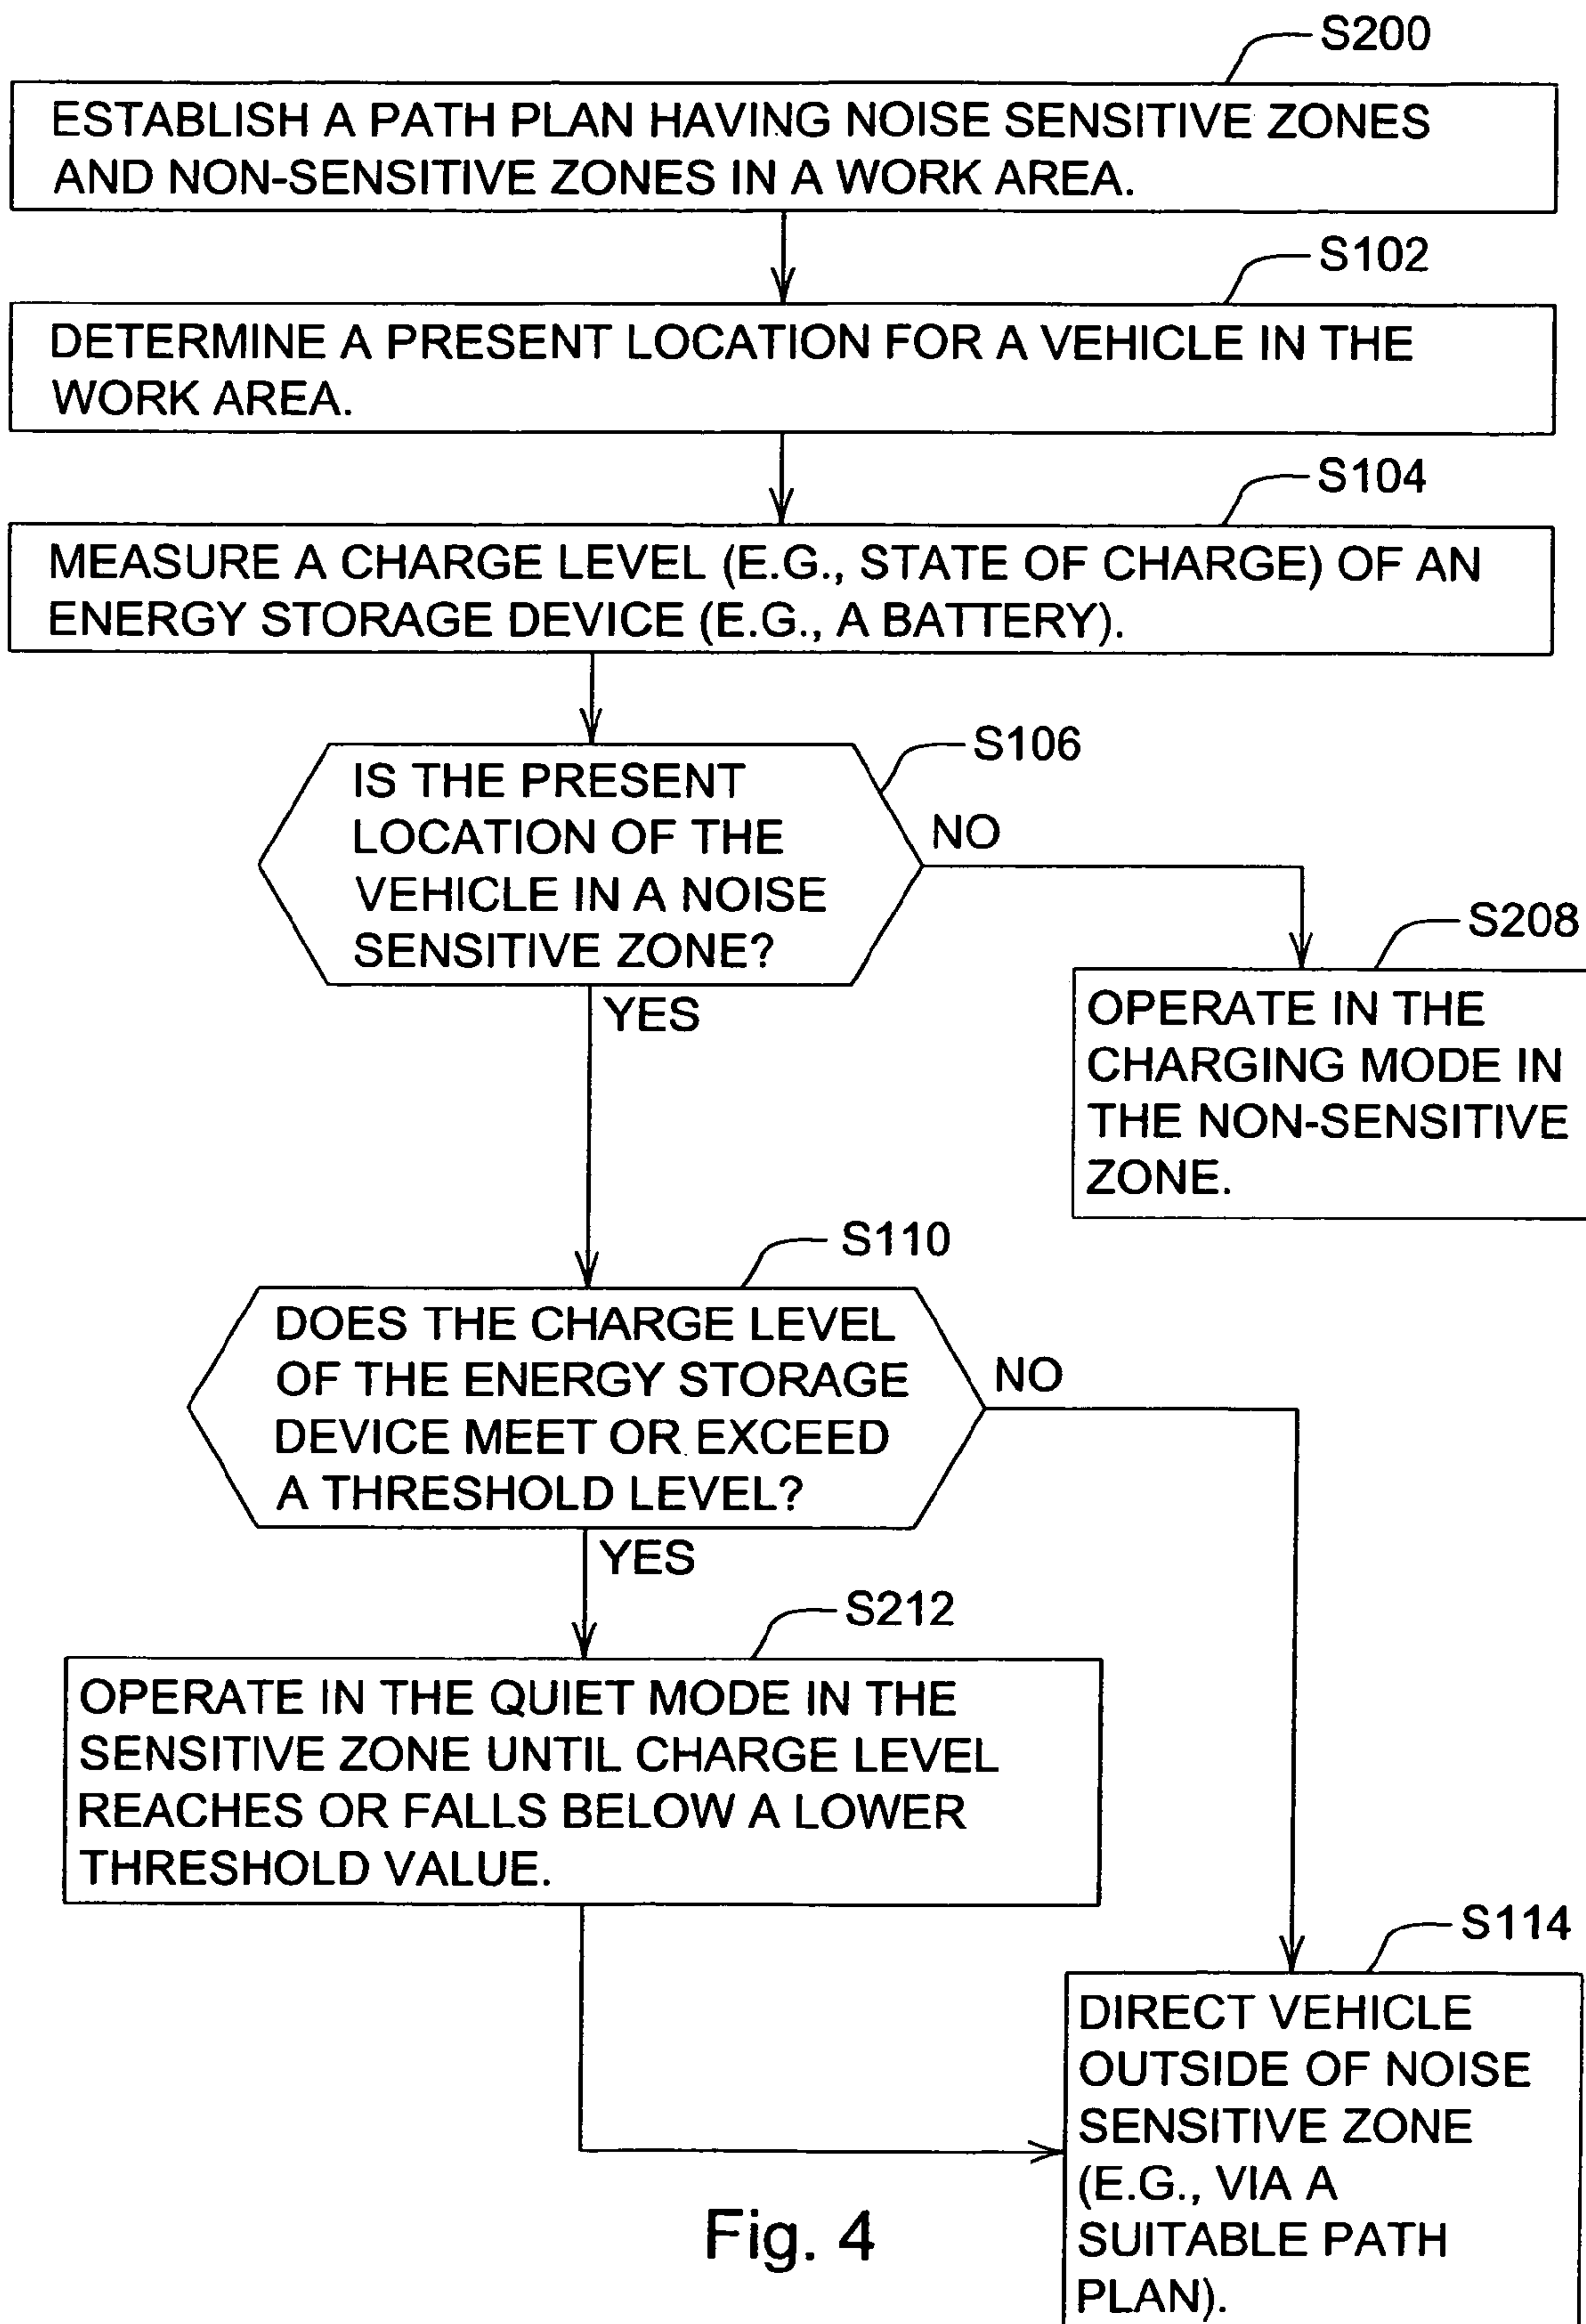 S200
ESTABLISH A PATH PLAN HAVING NOISE SENSITIVE ZONES
AND NON-SENSITIVE ZONES IN A WORK AREA.
S102
DETERMINE A PRESENT LOCATION FOR A VEHICLE IN THE
WORK AREA.
S104
MEASURE A CHARGE LEVEL (E.G., STATE OF CHARGE) OF AN
ENERGY STORAGE DEVICE (E.G., A BATTERY).
S106
IS THE PRESENT
LOCATION OF THE
VEHICLE IN A NOISE
SENSITIVE ZONE?
NO
YES
S208
OPERATE IN THE
CHARGING MODE IN
THE NON-SENSITIVE
ZONE.
S110
DOES THE CHARGE LEVEL
OF THE ENERGY STORAGE
DEVICE MEET OR EXCEED
A THRESHOLD LEVEL?
NO
YES
S212
OPERATE IN THE QUIET MODE IN THE
SENSITIVE ZONE UNTIL CHARGE LEVEL
REACHES OR FALLS BELOW A LOWER
THRESHOLD VALUE.
S114
DIRECT VEHICLE
OUTSIDE OF NOISE
SENSITIVE ZONE
(E.G., VIA A
SUITABLE PATH
PLAN).
Fig. 4